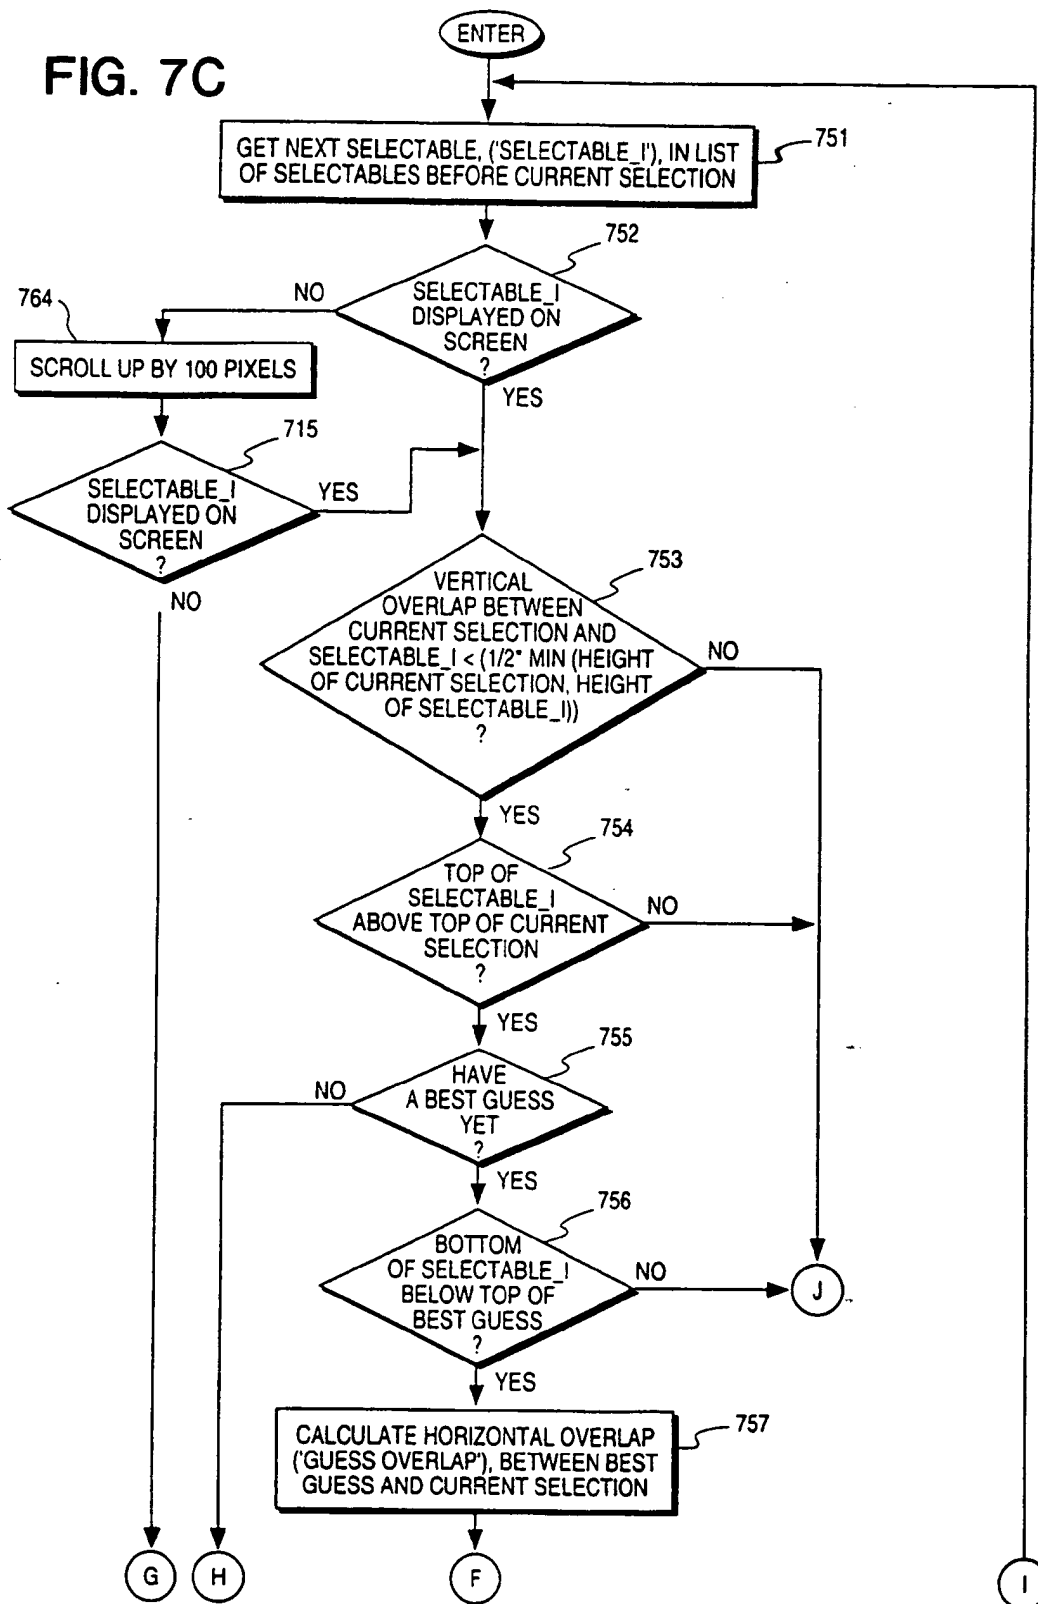 ENTER
FIG. 7C
751
GET NEXT SELECTABLE, ('SELECTABLE_I'), IN LIST
OF SELECTABLES BEFORE CURRENT SELECTION
752
NO
SELECTABLE_I
DISPLAYED ON
SCREEN
?
YES
764
SCROLL UP BY 100 PIXELS
715
SELECTABLE_I
DISPLAYED ON
SCREEN
?
YES
NO
753
VERTICAL
OVERLAP BETWEEN
CURRENT SELECTION AND
SELECTABLE_I < (1/2* MIN (HEIGHT
OF CURRENT SELECTION, HEIGHT
OF SELECTABLE_I))
?
NO
YES
754
TOP OF
SELECTABLE_I
ABOVE TOP OF CURRENT
SELECTION
?
NO
YES
755
NO
HAVE
A BEST GUESS
YET
?
YES
756
BOTTOM
OF SELECTABLE_I
BELOW TOP OF
BEST GUESS
?
NO
J
YES
757
CALCULATE HORIZONTAL OVERLAP
('GUESS OVERLAP'), BETWEEN BEST
GUESS AND CURRENT SELECTION
G
H
F
I